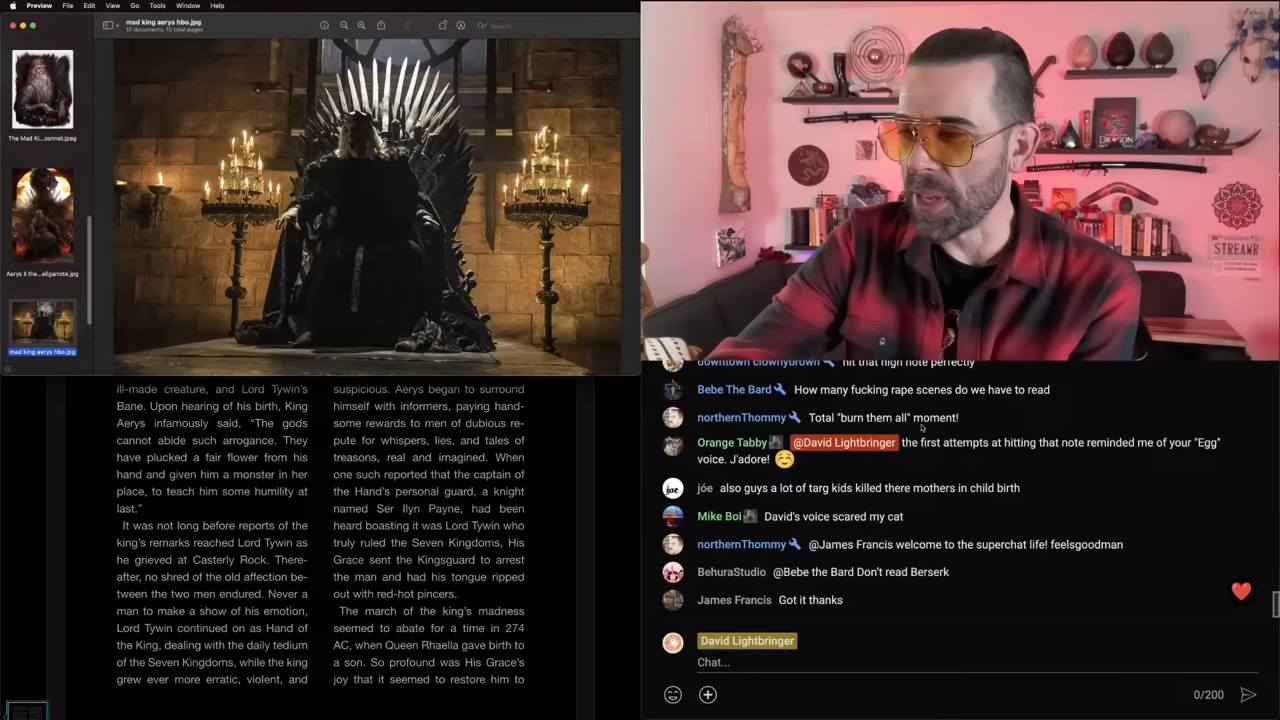 Preview File Edit View Go Tools Window Help
mad king aerys hbo.jpg
10 documents, 10 total pages
Search
The Mad Ki...zonnet.jpeg
Aerys II the...ellgarrote.jpg
mad king aerys hbo.jpg
ill-made creature, and Lord Tywin's
Bane. Upon hearing of his birth, King
Aerys infamously said, “The gods
cannot abide such arrogance. They
have plucked a fair flower from his
hand and given him a monster in her
place, to teach him some humility at
last.”
It was not long before reports of the
king's remarks reached Lord Tywin as
he grieved at Casterly Rock. There-
after, no shred of the old affection be-
tween the two men endured. Never a
man to make a show of his emotion,
Lord Tywin continued on as Hand of
the King, dealing with the daily tedium
of the Seven Kingdoms, while the king
grew ever more erratic, violent, and
suspicious. Aerys began to surround
himself with informers, paying hand-
some rewards to men of dubious re-
pute for whispers, lies, and tales of
treasons, real and imagined. When
one such reported that the captain of
the Hand's personal guard, a knight
named Ser Ilyn Payne, had been
heard boasting it was Lord Tywin who
truly ruled the Seven Kingdoms, His
Grace sent the Kingsguard to arrest
the man and had his tongue ripped
out with red-hot pincers.
The march of the king's madness
seemed to abate for a time in 274
AC, when Queen Rhaella gave birth to
a son. So profound was His Grace's
joy that it seemed to restore him to
DRAGON
STREAMR
downtown clownybrown hit that high note perfectly
Bebe The Bard How many fucking rape scenes do we have to read
northernThommy Total "burn them all" moment!
Orange Tabby @David Lightbringer the first attempts at hitting that note reminded me of your "Egg"
voice. J'adore!
jóe also guys a lot of targ kids killed there mothers in child birth
Mike Boi David's voice scared my cat
northernThommy @James Francis welcome to the superchat life! feelsgoodman
BehuraStudio @Bebe the Bard Don’t read Berserk
James Francis Got it thanks
David Lightbringer
Chat...
0/200